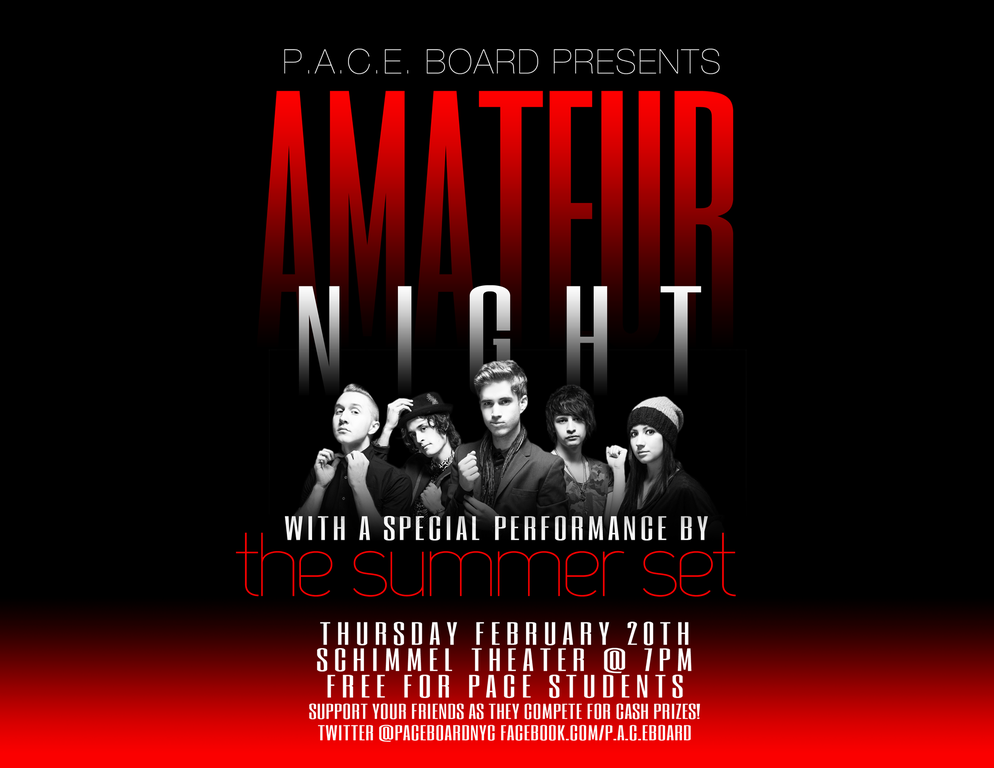 P.A.C.E. BOARD PRESENTS
AMATEUR
NIGHT
WITH A SPECIAL PERFORMANCE BY
the summer set
THURSDAY FEBRUARY 20TH
SCHIMMEL THEATER @ 7PM
FREE FOR PACE STUDENTS
SUPPORT YOUR FRIENDS AS THEY COMPETE FOR CASH PRIZES!
TWITTER @PACEBOARDNYC FACEBOOK.COM/P.A.C.EBOARD